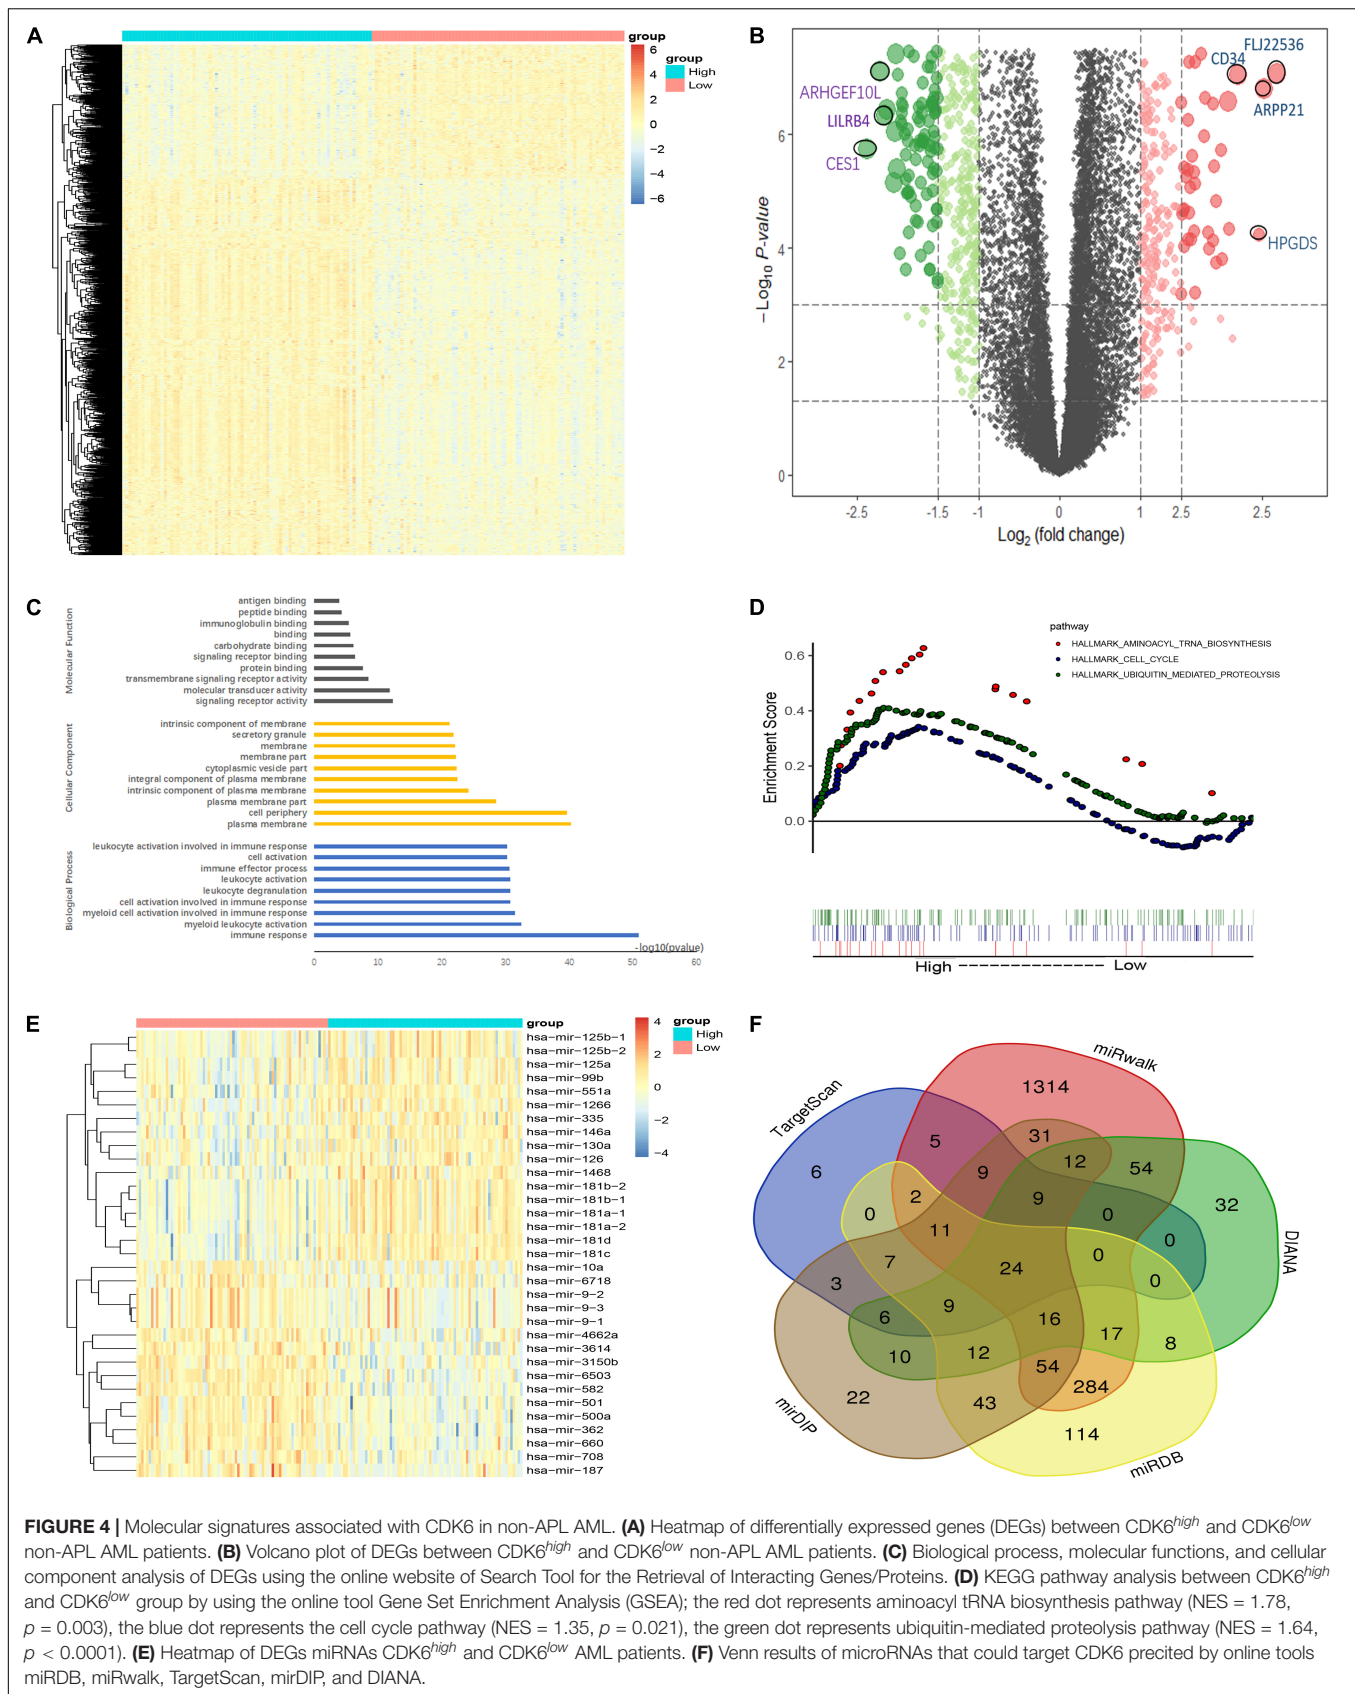 A
group
6
4
2
0
−2
−4
−6
group
High
Low
B
FLJ22536
CD34
ARPP21
ARHGEF10L
LILRB4
CES1
HPGDS
6
4
2
0
−Log10 P-value
-2.5
-1.5
-1
0
1
2.5
2.5
Log2 (fold change)
C
Molecular Function
antigen binding
peptide binding
immunoglobulin binding
binding
carbohydrate binding
signaling receptor binding
protein binding
transmembrane signaling receptor activity
molecular transducer activity
signaling receptor activity
Cellular Component
intrinsic component of membrane
secretory granule
membrane
membrane part
cytoplasmic vesicle part
integral component of plasma membrane
intrinsic component of plasma membrane
plasma membrane part
cell periphery
plasma membrane
Biological Process
leukocyte activation involved in immune response
cell activation
immune effector process
leukocyte activation
leukocyte degranulation
cell activation involved in immune response
myeloid cell activation involved in immune response
myeloid leukocyte activation
immune response
-log10(pvalue)
0 10 20 30 40 50 60
D
pathway
HALLMARK_AMINOACYL_TRNA_BIOSYNTHESIS
HALLMARK_CELL_CYCLE
HALLMARK_UBIQUITIN_MEDIATED_PROTEOLYSIS
Enrichment Score
0.6
0.4
0.2
0.0
High Low
E
group
hsa−mir−125b−1
hsa−mir−125b−2
hsa−mir−125a
hsa−mir−99b
hsa−mir−551a
hsa−mir−1266
hsa−mir−335
hsa−mir−146a
hsa−mir−130a
hsa−mir−126
hsa−mir−1468
hsa−mir−181b−2
hsa−mir−181b−1
hsa−mir−181a−1
hsa−mir−181a−2
hsa−mir−181d
hsa−mir−181c
hsa−mir−10a
hsa−mir−6718
hsa−mir−9−2
hsa−mir−9−3
hsa−mir−9−1
hsa−mir−4662a
hsa−mir−3614
hsa−mir−3150b
hsa−mir−6503
hsa−mir−582
hsa−mir−501
hsa−mir−500a
hsa−mir−362
hsa−mir−660
hsa−mir−708
hsa−mir−187
4
2
0
−2
−4
group
High
Low
F
TargetScan
miRwalk
DIANA
miRDB
mirDIP
1314
5
31
12
54
6
9
9
32
2
0
0
0
11
7
24
0
0
3
6
9
16
17
8
10
12
54
284
22
43
114
FIGURE 4 | Molecular signatures associated with CDK6 in non-APL AML. (A) Heatmap of differentially expressed genes (DEGs) between CDK6high and CDK6low
non-APL AML patients. (B) Volcano plot of DEGs between CDK6high and CDK6low non-APL AML patients. (C) Biological process, molecular functions, and cellular
component analysis of DEGs using the online website of Search Tool for the Retrieval of Interacting Genes/Proteins. (D) KEGG pathway analysis between CDK6high
and CDK6low group by using the online tool Gene Set Enrichment Analysis (GSEA); the red dot represents aminoacyl tRNA biosynthesis pathway (NES = 1.78,
p = 0.003), the blue dot represents the cell cycle pathway (NES = 1.35, p = 0.021), the green dot represents ubiquitin-mediated proteolysis pathway (NES = 1.64,
p < 0.0001). (E) Heatmap of DEGs miRNAs CDK6high and CDK6low AML patients. (F) Venn results of microRNAs that could target CDK6 precited by online tools
miRDB, miRwalk, TargetScan, mirDIP, and DIANA.